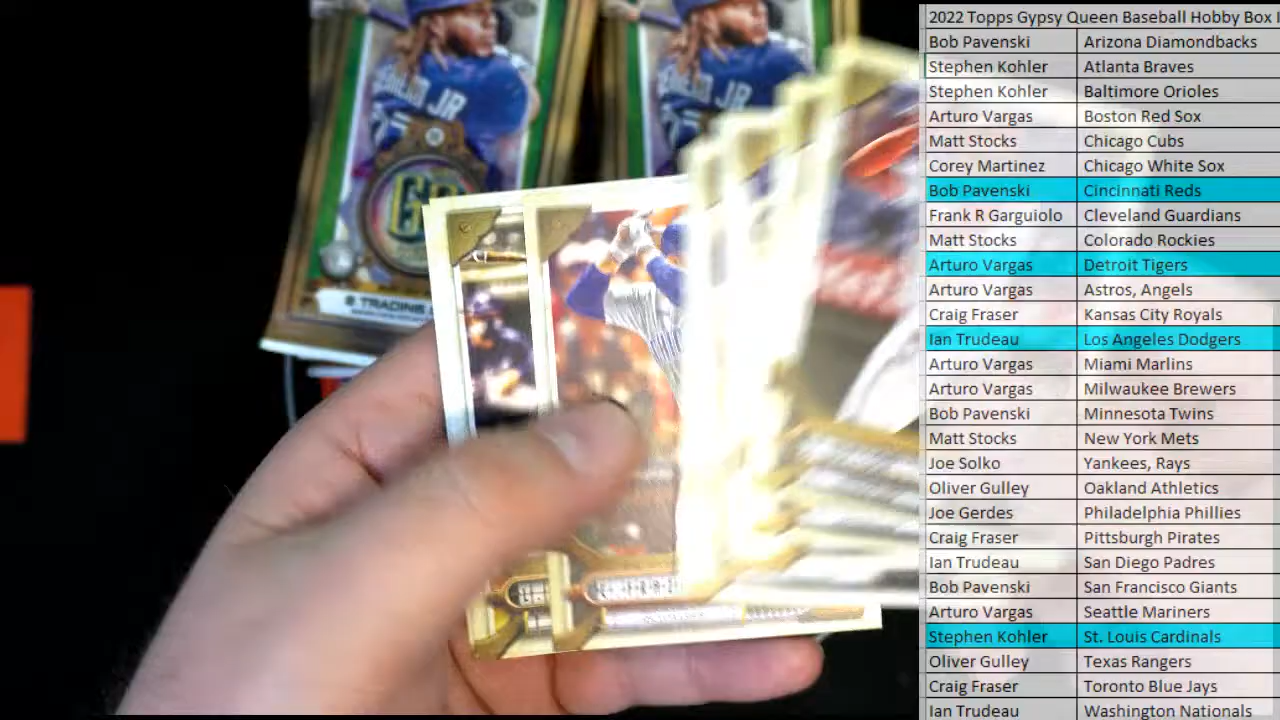 2022 Topps Gypsy Queen Baseball Hobby Box
Bob Pavenski Arizona Diamondbacks
Stephen Kohler Atlanta Braves
Stephen Kohler Baltimore Orioles
Arturo Vargas Boston Red Sox
Matt Stocks Chicago Cubs
Corey Martinez Chicago White Sox
Bob Pavenski Cincinnati Reds
Frank R Garguiolo Cleveland Guardians
Matt Stocks Colorado Rockies
Arturo Vargas Detroit Tigers
Arturo Vargas Astros, Angels
Craig Fraser Kansas City Royals
Ian Trudeau Los Angeles Dodgers
Arturo Vargas Miami Marlins
Arturo Vargas Milwaukee Brewers
Bob Pavenski Minnesota Twins
Matt Stocks New York Mets
Joe Solko Yankees, Rays
Oliver Gulley Oakland Athletics
Joe Gerdes Philadelphia Phillies
Craig Fraser Pittsburgh Pirates
Ian Trudeau San Diego Padres
Bob Pavenski San Francisco Giants
Arturo Vargas Seattle Mariners
Stephen Kohler St. Louis Cardinals
Oliver Gulley Texas Rangers
Craig Fraser Toronto Blue Jays
Ian Trudeau Washington Nationals
JR
JR
GQ
8 TRADING